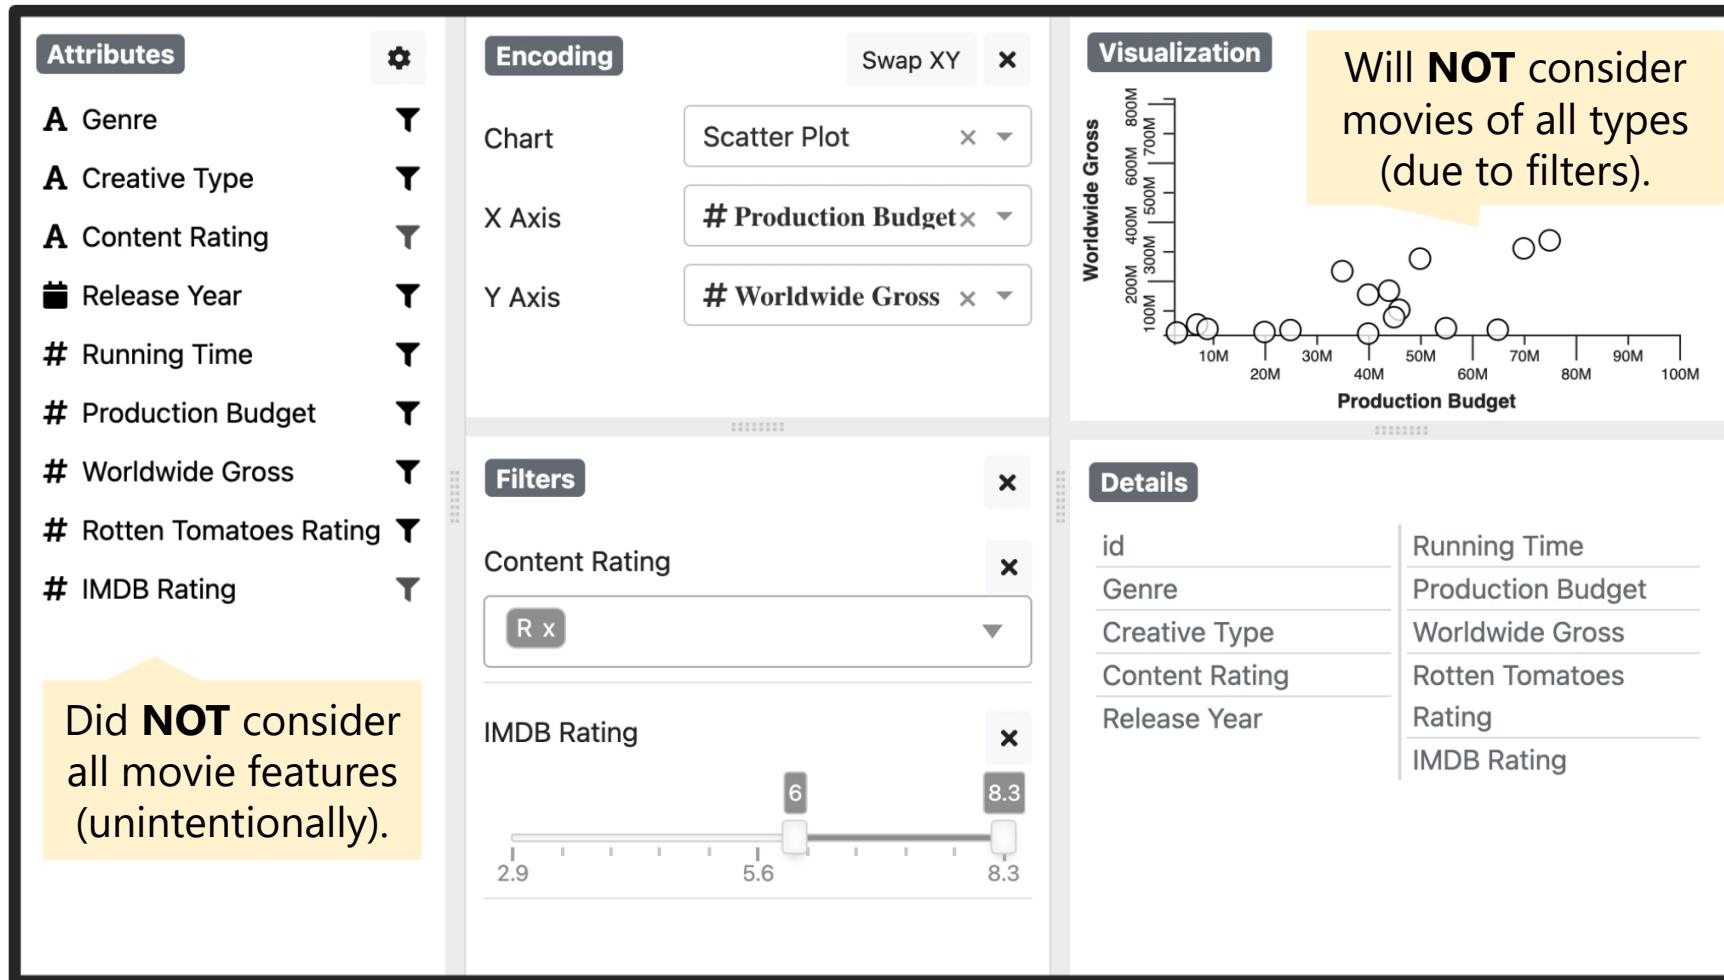 Attributes
A Genre
A Creative Type
A Content Rating
Release Year
# Running Time
# Production Budget
# Worldwide Gross
# Rotten Tomatoes Rating
# IMDB Rating
Did NOT consider
all movie features
(unintentionally).
Encoding
Swap XY ×
Chart
Scatter Plot ×
X Axis
# Production Budget ×
Y Axis
# Worldwide Gross ×
Filters ×
Content Rating ×
R x
IMDB Rating ×
6 8.3
2.9 5.6 8.3
Visualization
Will NOT consider
movies of all types
(due to filters).
Worldwide Gross
800M
700M
600M
500M
400M
300M
200M
100M
10M 30M 50M 70M 90M
20M 40M 60M 80M 100M
Production Budget
Details
id
Genre
Creative Type
Content Rating
Release Year
Running Time
Production Budget
Worldwide Gross
Rotten Tomatoes
Rating
IMDB Rating